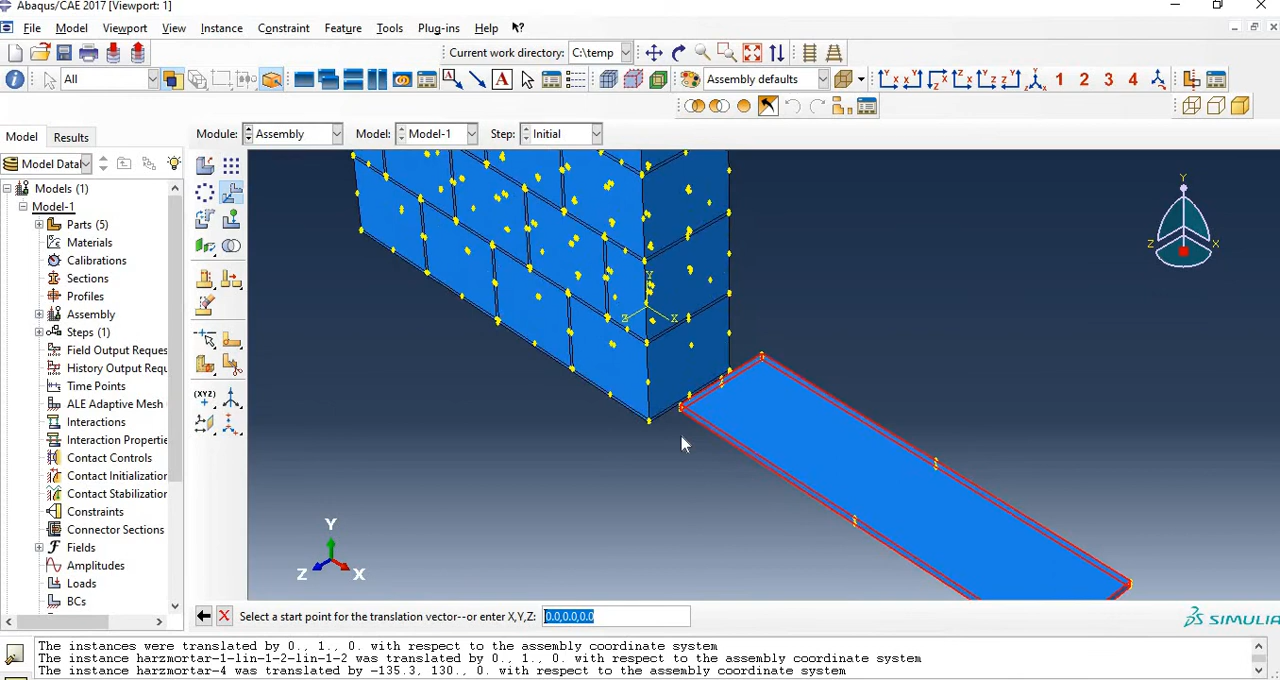 Abaqus/CAE 2017 [Viewport: 1]
File Model Viewport View Instance Constraint Feature Tools Plug-ins Help
Current work directory: C:\temp
All A Assembly defaults 1 2 3 4
Model Results Module: Assembly Model: Model-1 Step: Initial
Model Datal
Models (1)
Model-1
Parts (5)
Materials
Calibrations
Sections
Profiles
Assembly
Steps (1)
Field Output Reques
History Output Requ
Time Points
ALE Adaptive Mesh
Interactions
Interaction Propertie
Contact Controls
Contact Initialization
Contact Stabilization
Constraints
Connector Sections
Fields
Amplitudes
Loads
BCs
(XYZ)
Y
Z X
Y
Z X
Y
Z X
Select a start point for the translation vector--or enter X,Y,Z: 0.0,0.0,0.0
SIMULIA
The instances were translated by 0., 1., 0. with respect to the assembly coordinate system
The instance harzmortar-1-lin-1-2-lin-1-2 was translated by 0., 1., 0. with respect to the assembly coordinate system
The instance harzmortar-4 was translated by -135.3, 130., 0. with respect to the assembly coordinate system